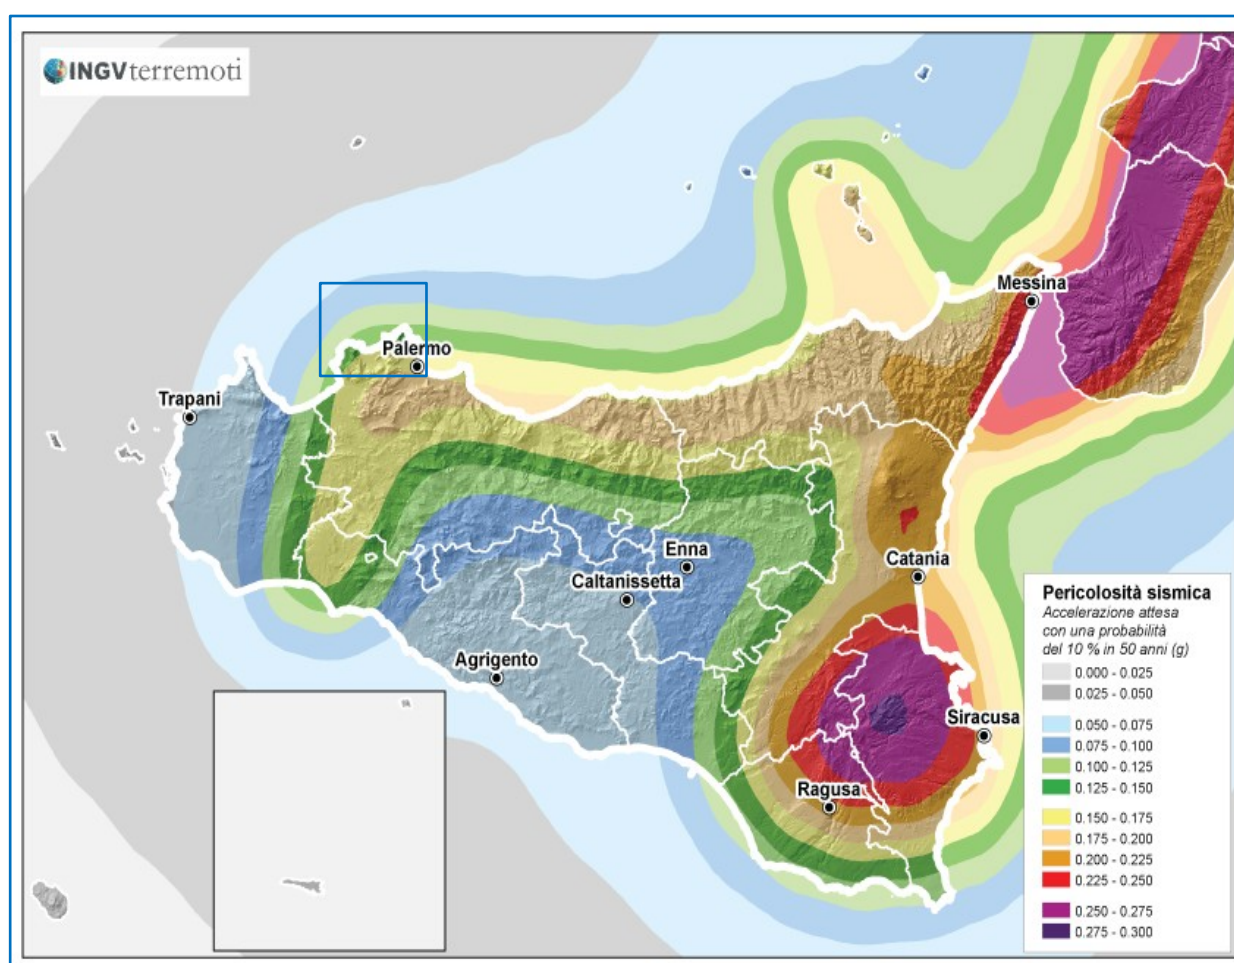 INGVterremoti
Messina
Palermo
Trapani
Enna
Catania
Caltanissetta
Agrigento
Siracusa
Ragusa
Pericolosità sismica
Accelerazione attesa
con una probabilità
del 10 % in 50 anni (g)
0.000 - 0.025
0.025 - 0.050
0.050 - 0.075
0.075 - 0.100
0.100 - 0.125
0.125 - 0.150
0.150 - 0.175
0.175 - 0.200
0.200 - 0.225
0.225 - 0.250
0.250 - 0.275
0.275 - 0.300